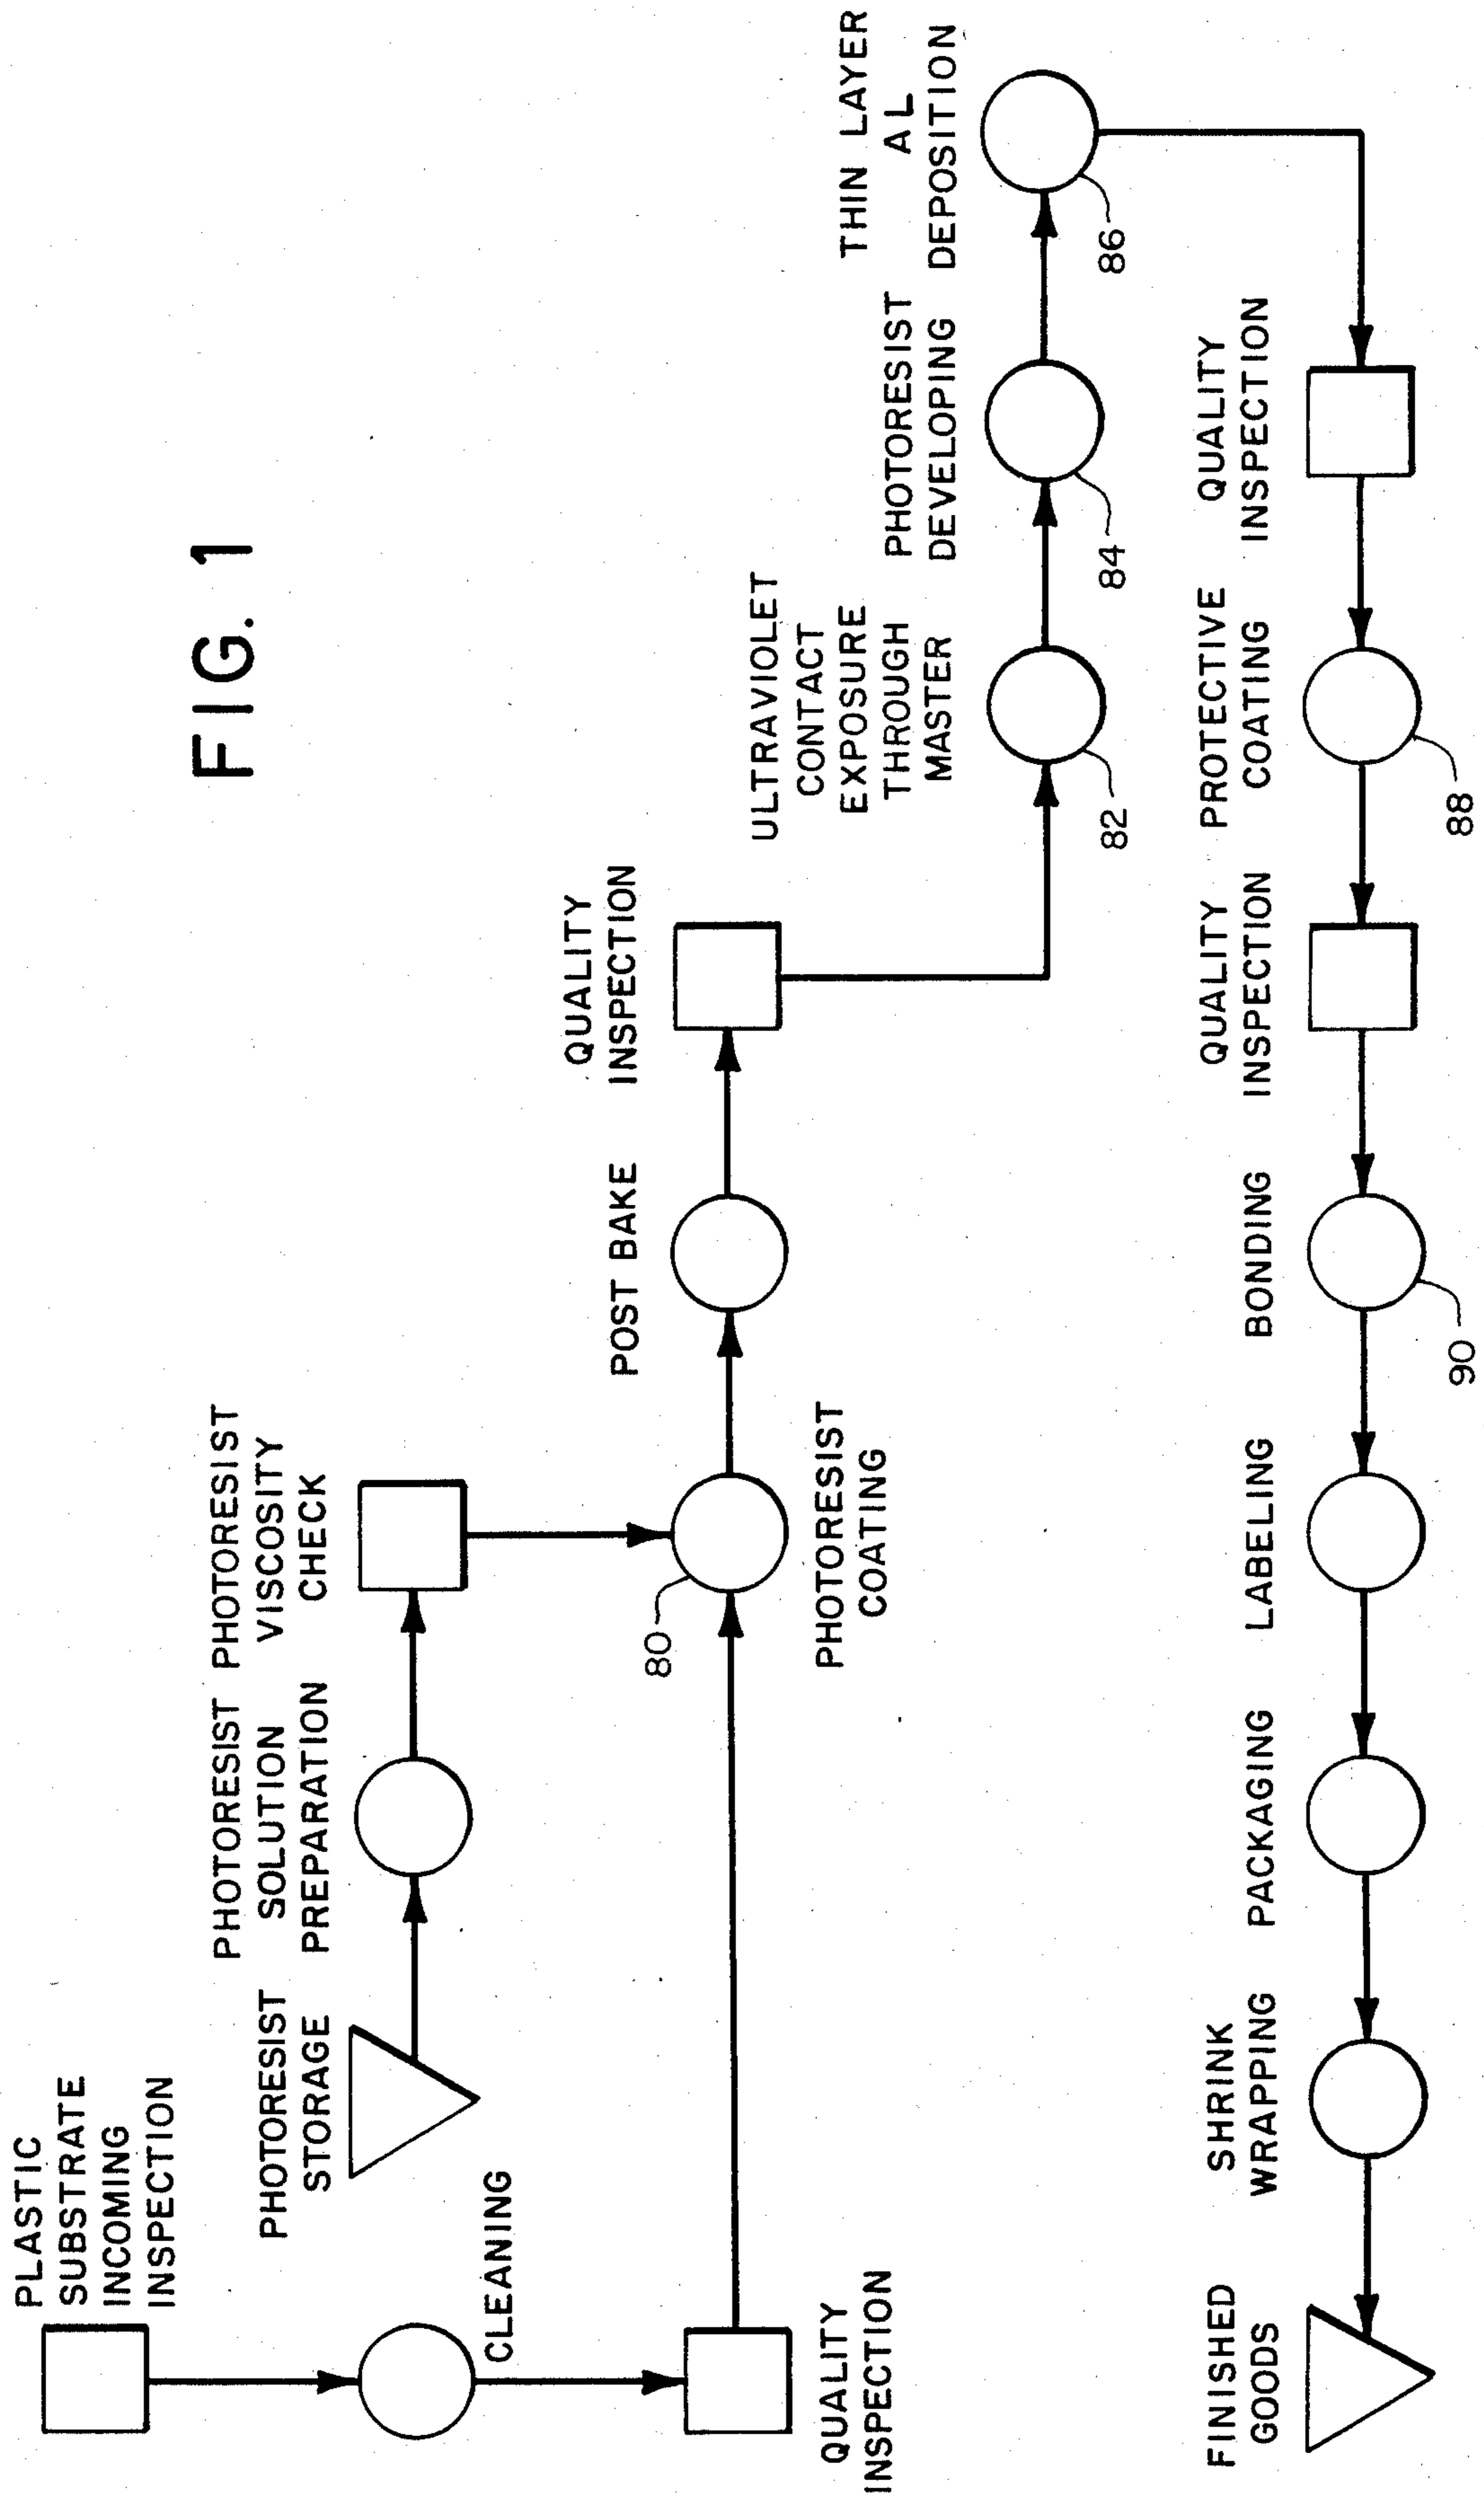 FIG. 1
PLASTIC
SUBSTRATE
INCOMING
INSPECTION
PHOTORESIST
STORAGE
PHOTORESIST
SOLUTION
PREPARATION
PHOTORESIST
VISCOSITY
CHECK
CLEANING
QUALITY
INSPECTION
80
PHOTORESIST
COATING
POST BAKE
QUALITY
INSPECTION
ULTRAVIOLET
CONTACT
EXPOSURE
THROUGH
MASTER
82
PHOTORESIST
DEVELOPING
84
THIN LAYER
AL
DEPOSITION
86
QUALITY
INSPECTION
PROTECTIVE
COATING
88
QUALITY
INSPECTION
BONDING
90
LABELING
PACKAGING
SHRINK
WRAPPING
FINISHED
GOODS